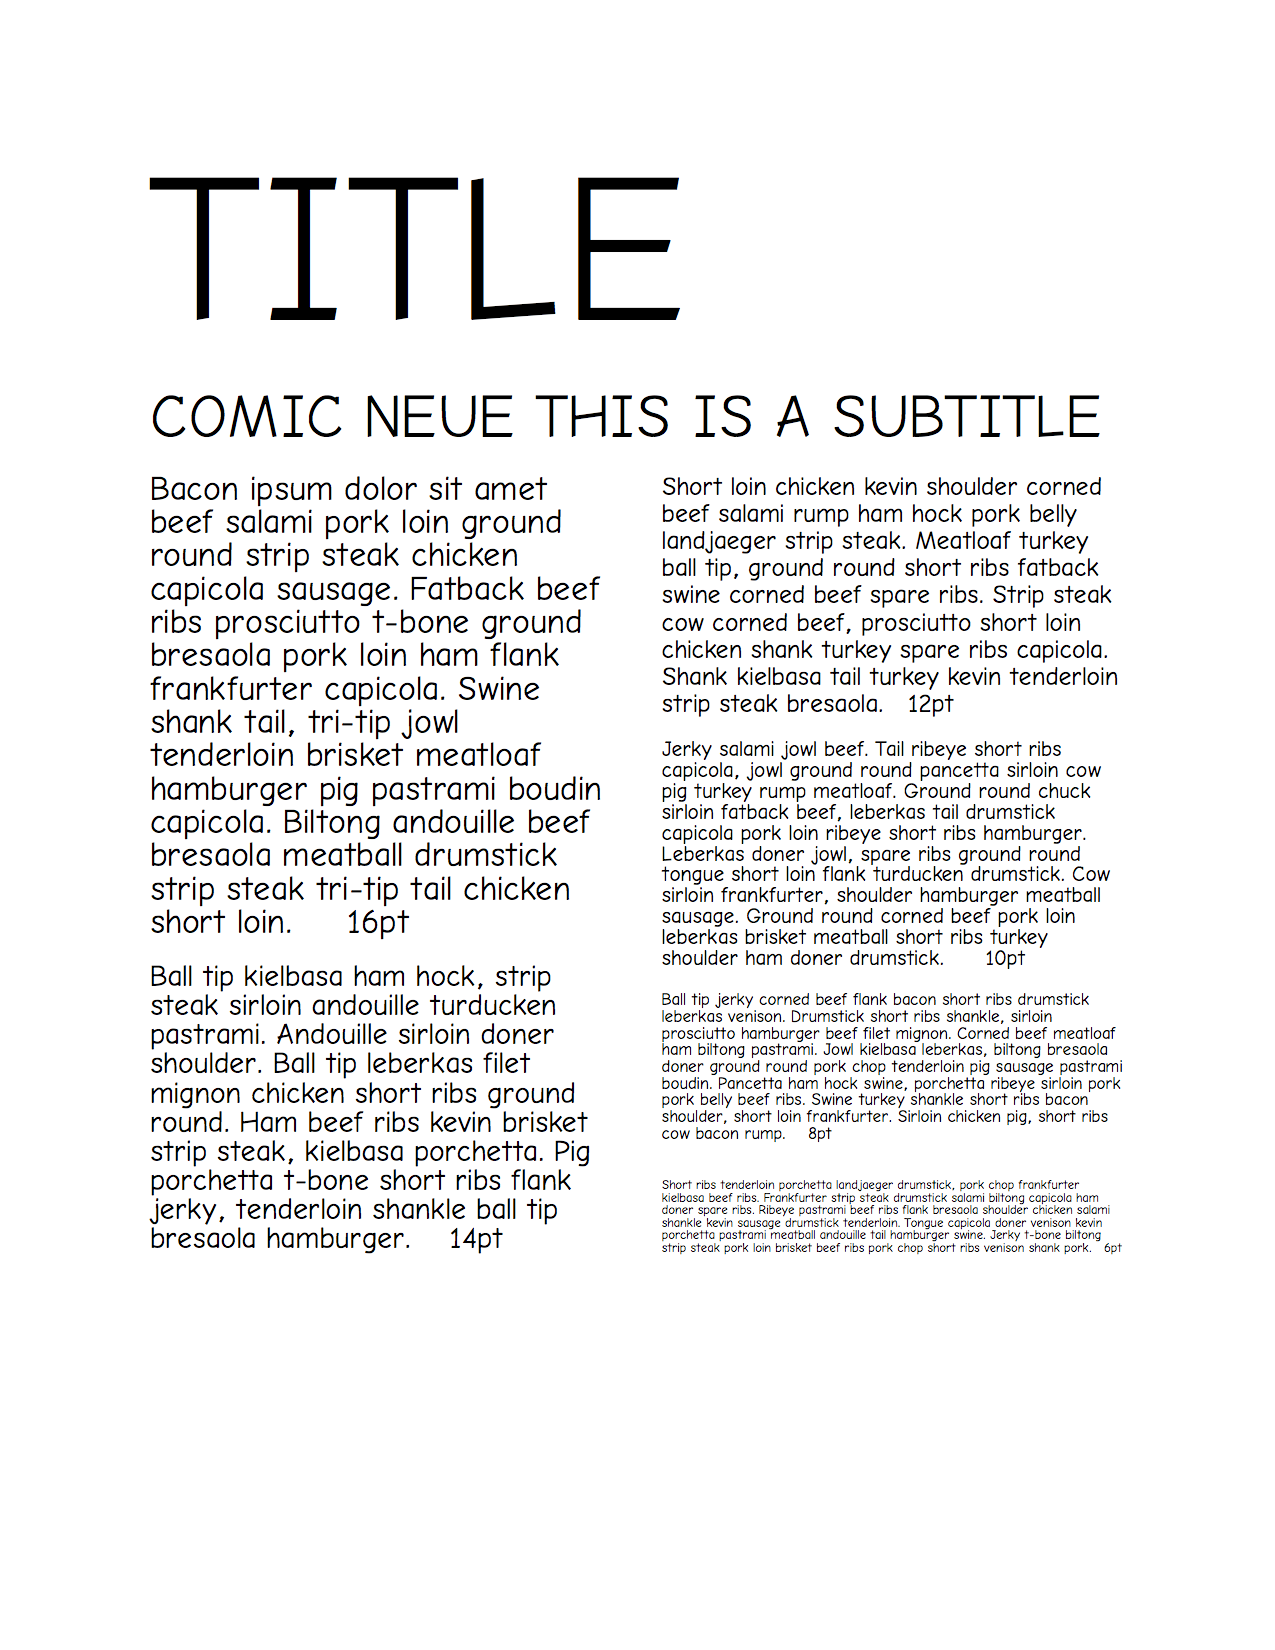 TITLE
COMIC NEUE THIS IS A SUBTITLE
Bacon ipsum dolor sit amet
beef salami pork loin ground
round strip steak chicken
capicola sausage. Fatback beef
ribs prosciutto t-bone ground
bresaola pork loin ham flank
frankfurter capicola. Swine
shank tail, tri-tip jowl
tenderloin brisket meatloaf
hamburger pig pastrami boudin
capicola. Biltong andouille beef
bresaola meatball drumstick
strip steak tri-tip tail chicken
short loin. 16pt
Ball tip kielbasa ham hock, strip
steak sirloin andouille turducken
pastrami. Andouille sirloin doner
shoulder. Ball tip leberkas filet
mignon chicken short ribs ground
round. Ham beef ribs kevin brisket
strip steak, kielbasa porchetta. Pig
porchetta t-bone short ribs flank
jerky, tenderloin shankle ball tip
bresaola hamburger. 14pt
Short loin chicken kevin shoulder corned
beef salami rump ham hock pork belly
landjaeger strip steak. Meatloaf turkey
ball tip, ground round short ribs fatback
swine corned beef spare ribs. Strip steak
cow corned beef, prosciutto short loin
chicken shank turkey spare ribs capicola.
Shank kielbasa tail turkey kevin tenderloin
strip steak bresaola. 12pt
Jerky salami jowl beef. Tail ribeye short ribs
capicola, jowl ground round pancetta sirloin cow
pig turkey rump meatloaf. Ground round chuck
sirloin fatback beef, leberkas tail drumstick
capicola pork loin ribeye short ribs hamburger.
Leberkas doner jowl, spare ribs ground round
tongue short loin flank turducken drumstick. Cow
sirloin frankfurter, shoulder hamburger meatball
sausage. Ground round corned beef pork loin
leberkas brisket meatball short ribs turkey
shoulder ham doner drumstick. 10pt
Ball tip jerky corned beef flank bacon short ribs drumstick
leberkas venison. Drumstick short ribs shankle, sirloin
prosciutto hamburger beef filet mignon. Corned beef meatloaf
ham biltong pastrami. Jowl kielbasa leberkas, biltong bresaola
doner ground round pork chop tenderloin pig sausage pastrami
boudin. Pancetta ham hock swine, porchetta ribeye sirloin pork
pork belly beef ribs. Swine turkey shankle short ribs bacon
shoulder, short loin frankfurter. Sirloin chicken pig, short ribs
cow bacon rump. 8pt
Short ribs tenderloin porchetta landjaeger drumstick, pork chop frankfurter
kielbasa beef ribs. Frankfurter strip steak drumstick salami biltong capicola ham
doner spare ribs. Ribeye pastrami beef ribs flank bresaola shoulder chicken salami
shankle kevin sausage drumstick tenderloin. Tongue capicola doner venison kevin
porchetta pastrami meatball andouille tail hamburger swine. Jerky t-bone biltong
strip steak pork loin brisket beef ribs pork chop short ribs venison shank pork. 6pt